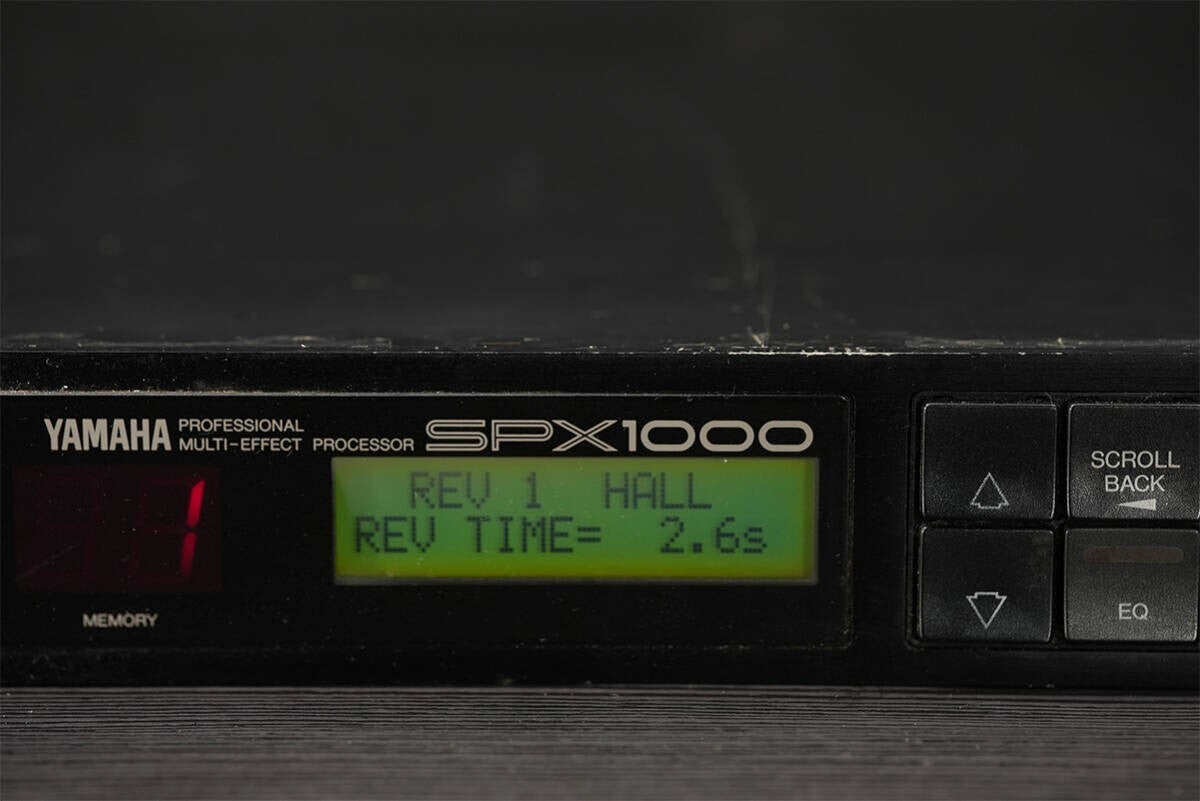 YAMAHA PROFESSIONAL
MULTI-EFFECT PROCESSOR SPX1000
1
REV 1 HALL
REV TIME= 2.6s
MEMORY
SCROLL
BACK
EQ